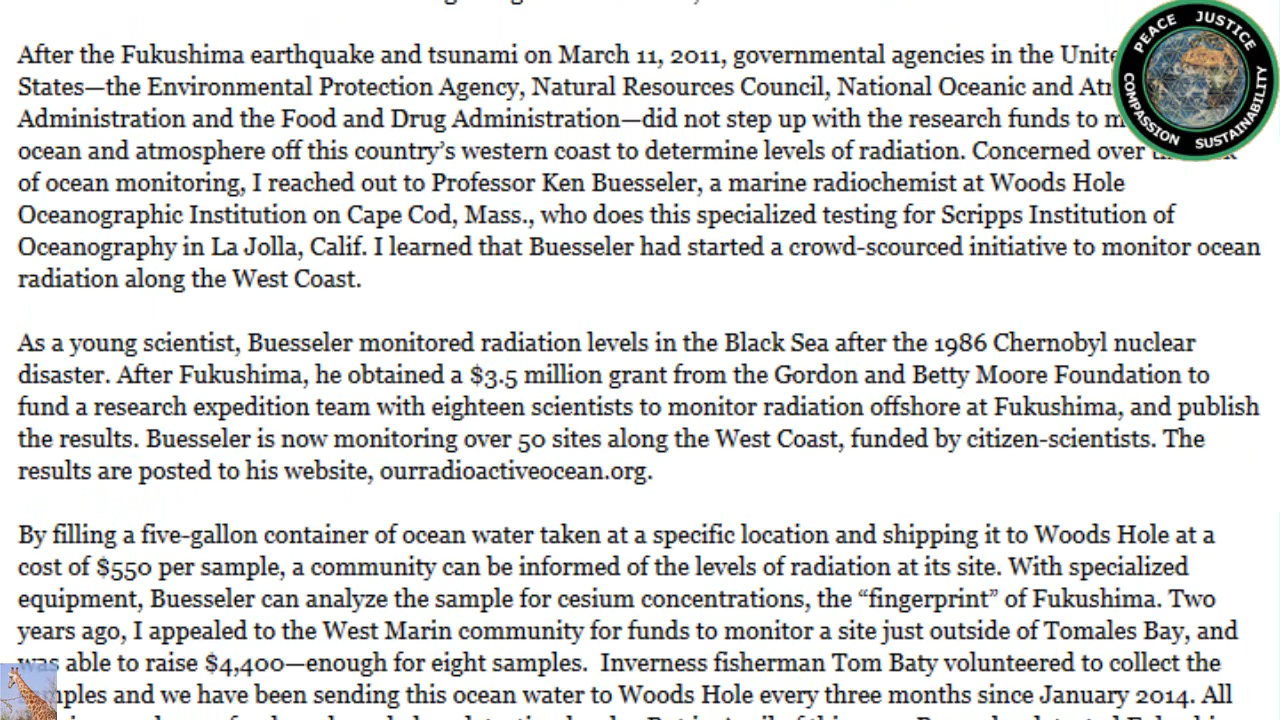 After the Fukushima earthquake and tsunami on March 11, 2011, governmental agencies in the Unite
States—the Environmental Protection Agency, Natural Resources Council, National Oceanic and
Administration and the Food and Drug Administration—did not step up with the research funds to
ocean and atmosphere off this country’s western coast to determine levels of radiation. Concerned over
of ocean monitoring, I reached out to Professor Ken Buesseler, a marine radiochemist at Woods Hole
Oceanographic Institution on Cape Cod, Mass., who does this specialized testing for Scripps Institution of
Oceanography in La Jolla, Calif. I learned that Buesseler had started a crowd-scourced initiative to monitor ocean
radiation along the West Coast.
As a young scientist, Buesseler monitored radiation levels in the Black Sea after the 1986 Chernobyl nuclear
disaster. After Fukushima, he obtained a $3.5 million grant from the Gordon and Betty Moore Foundation to
fund a research expedition team with eighteen scientists to monitor radiation offshore at Fukushima, and publish
the results. Buesseler is now monitoring over 50 sites along the West Coast, funded by citizen-scientists. The
results are posted to his website, ourradioactiveocean.org.
By filling a five-gallon container of ocean water taken at a specific location and shipping it to Woods Hole at a
cost of $550 per sample, a community can be informed of the levels of radiation at its site. With specialized
equipment, Buesseler can analyze the sample for cesium concentrations, the “fingerprint” of Fukushima. Two
years ago, I appealed to the West Marin community for funds to monitor a site just outside of Tomales Bay, and
was able to raise $4,400—enough for eight samples. Inverness fisherman Tom Baty volunteered to collect the
mples and we have been sending this ocean water to Woods Hole every three months since January 2014. All
PEACE JUSTICE
COMPASSION SUSTAINABILITY